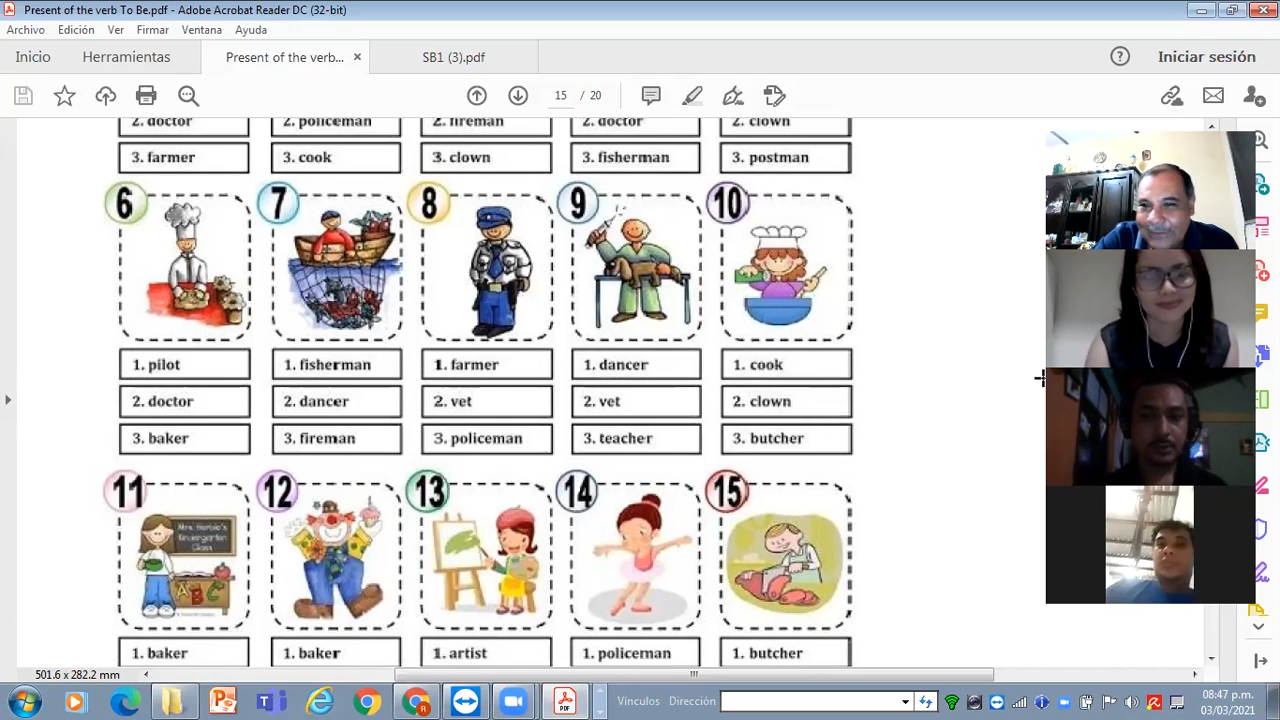 Present of the verb To Be.pdf - Adobe Acrobat Reader DC (32-bit)
Archivo Edición Ver Firmar Ventana Ayuda
Inicio Herramientas Present of the verb... × SB1 (3).pdf Iniciar sesión
15 / 20
2. doctor 2. policeman 2. fireman 2. doctor 2. clown
3. farmer 3. cook 3. clown 3. fisherman 3. postman
6 7 8 9 10
1. pilot 1. fisherman 1. farmer 1. dancer 1. cook
2. doctor 2. dancer 2. vet 2. vet 2. clown
3. baker 3. fireman 3. policeman 3. teacher 3. butcher
11 12 13 14 15
Kindergarten
Class
ABC
1. baker 1. baker 1. artist 1. policeman 1. butcher
501.6 x 282.2 mm
Vínculos Dirección
08:47 p.m.
03/03/2021